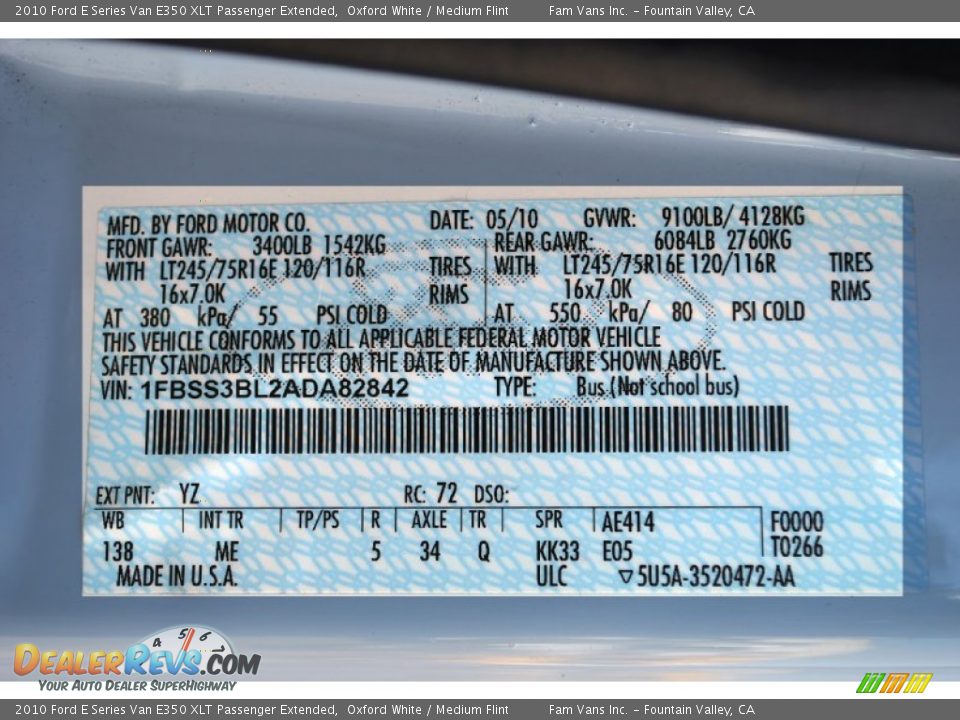 2010 Ford E Series Van E350 XLT Passenger Extended, Oxford White / Medium Flint Fam Vans Inc. – Fountain Valley, CA
MFD. BY FORD MOTOR CO. DATE: 05/10 GVWR: 9100LB/ 4128KG
FRONT GAWR: 3400LB 1542KG REAR GAWR: 6084LB 2760KG
WITH LT245/75R16E 120/116R TIRES WITH LT245/75R16E 120/116R TIRES
16x7.0K RIMS 16x7.0K RIMS
AT 380 kPa/ 55 PSI COLD AT 550 kPa/ 80 PSI COLD
THIS VEHICLE CONFORMS TO ALL APPLICABLE FEDERAL MOTOR VEHICLE
SAFETY STANDARDS IN EFFECT ON THE DATE OF MANUFACTURE SHOWN ABOVE.
VIN: 1FBSS3BL2ADA82842 TYPE: Bus (Not school bus)
EXT PNT: YZ RC: 72 DSO:
WB INT TR TP/PS R AXLE TR SPR AE414 F0000
138 ME 5 34 Q KK33 E05 T0266
MADE IN U.S.A. ULC ▽5U5A-3520472-AA
4 5 6
DEALERREVS.COM
YOUR AUTO DEALER SUPERHIGHWAY
2010 Ford E Series Van E350 XLT Passenger Extended, Oxford White / Medium Flint Fam Vans Inc. – Fountain Valley, CA